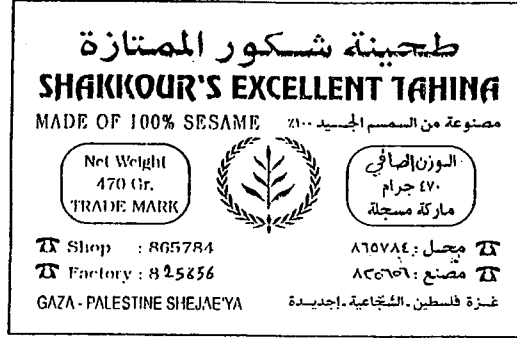 طحينة شكور الممتازة
SHAKKOUR'S EXCELLENT TAHINA
MADE OF 100% SESAME مصنوعة من السمسم الجيد ١٠٠٪
Net Weight
470 Gr.
TRADE MARK
الوزن الصافي
٤٧٠ جرام
ماركة مسجلة
Shop : 865784
محل : ٨٦٥٧٨٤
Factory : 825656
مصنع : ٨٢٥٦٥٦
GAZA - PALESTINE SHEJAE'YA
غزة فلسطين - الشجاعية - إجديدة